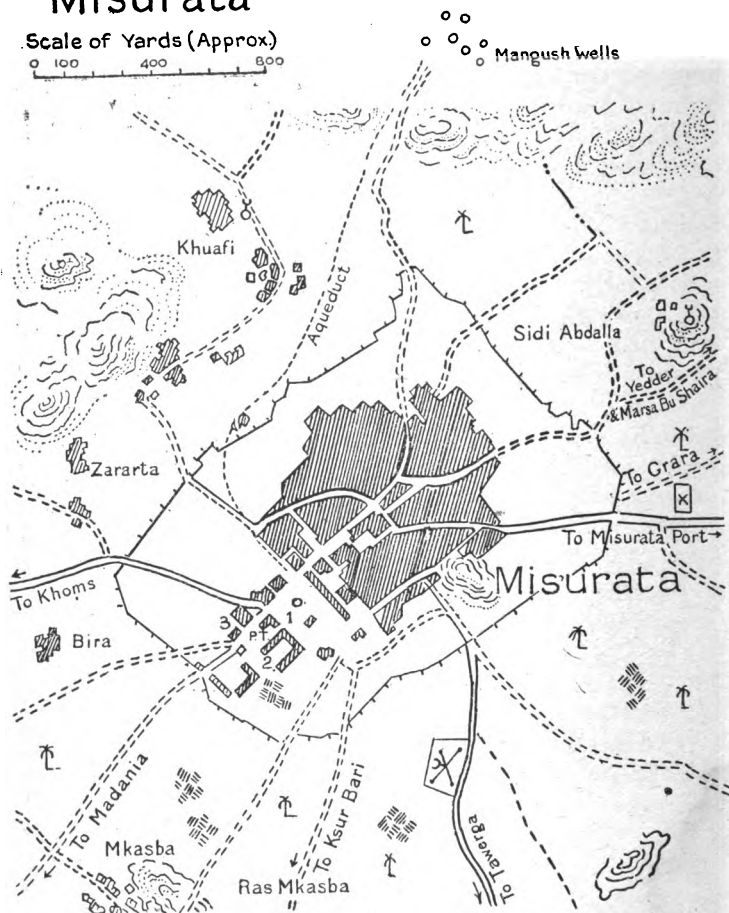 Misurata
Scale of Yards (Approx.)
0 100 400 800
Mangush Wells
Khuafi
Aqueduct
Sidi Abdalla
To
Yedder
& Marsa Bu Shaira
Zararta
To Grara
To Misurata Port
Misurata
To Khoms
3
1
P.T.
2
Bira
To Madania
To Ksur Bari
To Tawerga
Mkasba
Ras Mkasba